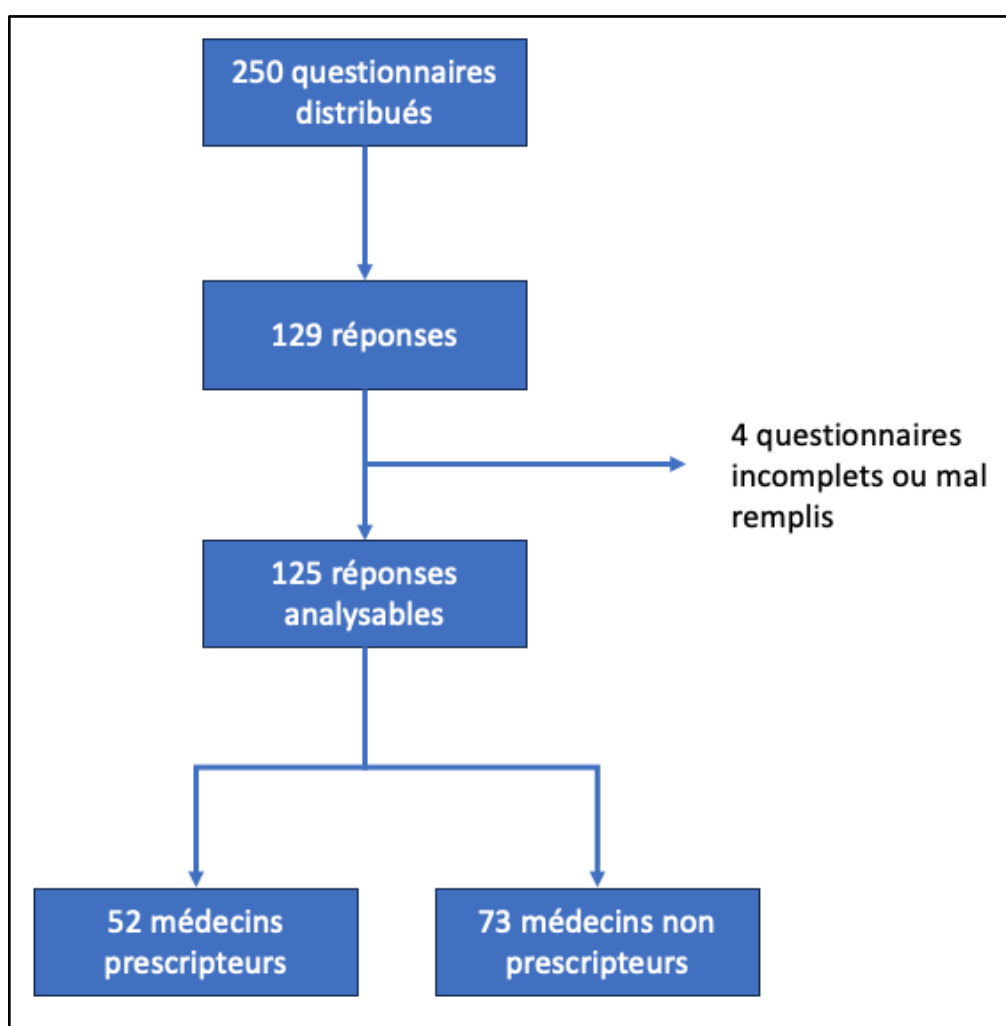 250 questionnaires
distribués
129 réponses
4 questionnaires
incomplets ou mal
remplis
125 réponses
analysables
52 médecins
prescripteurs
73 médecins non
prescripteurs